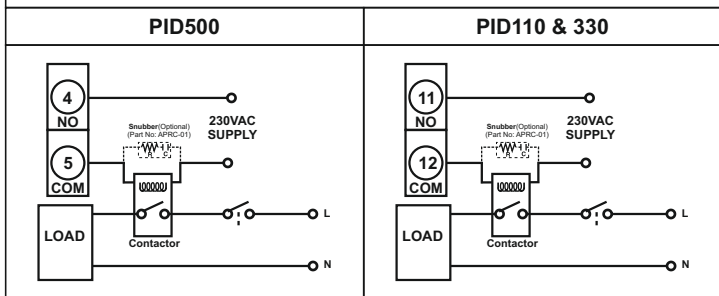 PID500
4
NO
Snubber(Optional)
(Part No: APRC-01)
R C
230VAC
SUPPLY
5
COM
LOAD
Contactor
L
N
PID110 & 330
11
NO
Snubber(Optional)
(Part No: APRC-01)
R C
230VAC
SUPPLY
12
COM
LOAD
Contactor
L
N